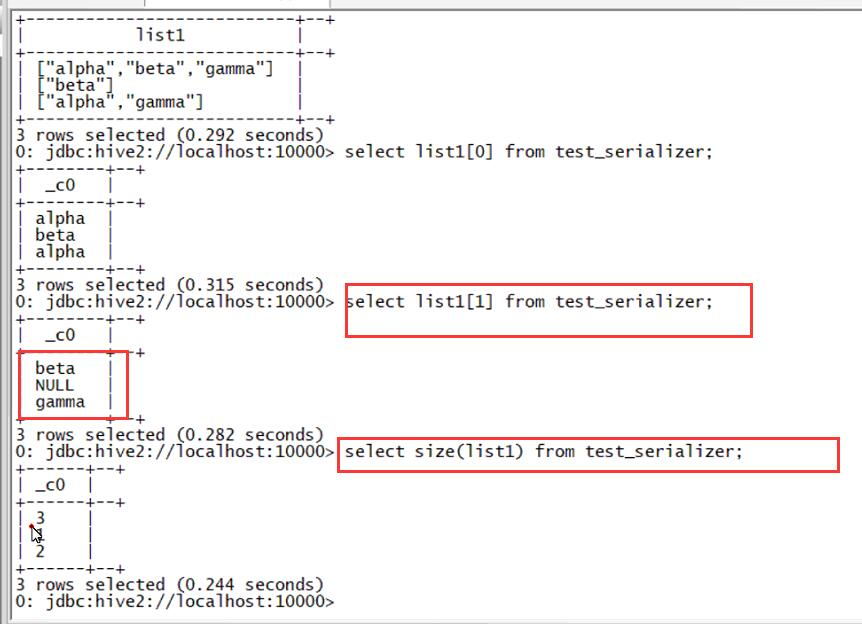 +---------------------------+--+
| list1 |
+---------------------------+--+
| ["alpha","beta","gamma"] |
| ["beta"] |
| ["alpha","gamma"] |
+---------------------------+--+
3 rows selected (0.292 seconds)
0: jdbc:hive2://localhost:10000> select list1[0] from test_serializer;
+--------+--+
| _c0 |
+--------+--+
| alpha |
| beta |
| alpha |
+--------+--+
3 rows selected (0.315 seconds)
0: jdbc:hive2://localhost:10000> select list1[1] from test_serializer;
+--------+--+
| _c0 |
+--------+--+
| beta |
| NULL |
| gamma |
+--------+--+
3 rows selected (0.282 seconds)
0: jdbc:hive2://localhost:10000> select size(list1) from test_serializer;
+------+--+
| _c0 |
+------+--+
| 3 |
| 1 |
| 2 |
+------+--+
3 rows selected (0.244 seconds)
0: jdbc:hive2://localhost:10000>